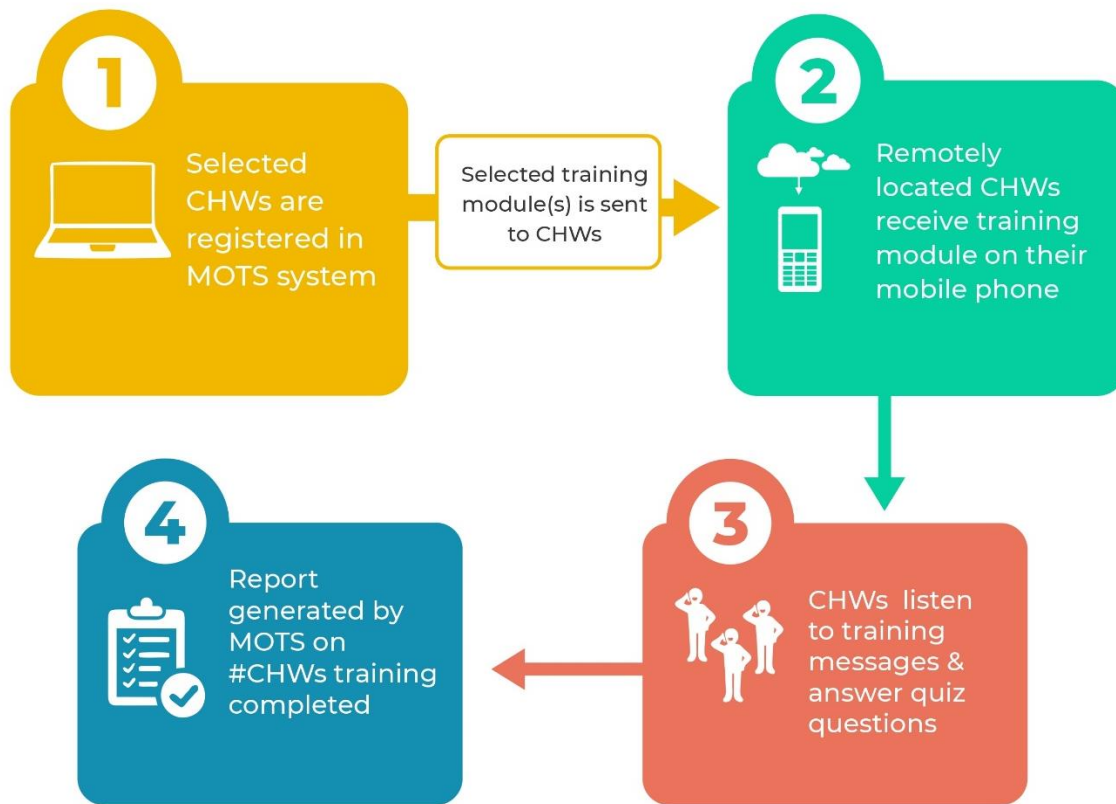 1
Selected
CHWs are
registered in
MOTS system
Selected training
module(s) is sent
to CHWs
2
Remotely
located CHWs
receive training
module on their
mobile phone
3
CHWs listen
to training
messages &
answer quiz
questions
4
Report
generated by
MOTS on
#CHWs training
completed